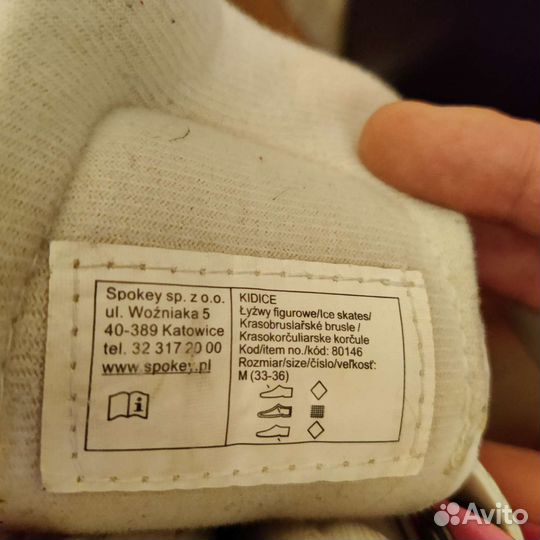 Spokey sp. z o.o.
ul. Woźniaka 5
40-389 Katowice
tel. 32 317 20 00
www.spokey.pl
KIDICE
Łyżwy figurowe/Ice skates/
Krasobrusiařské brusle /
Krasokorčuliarske korčule
Kod/item no./kód: 80146
Rozmiar/size/číslo/veľkosť:
M (33-36)
Avito